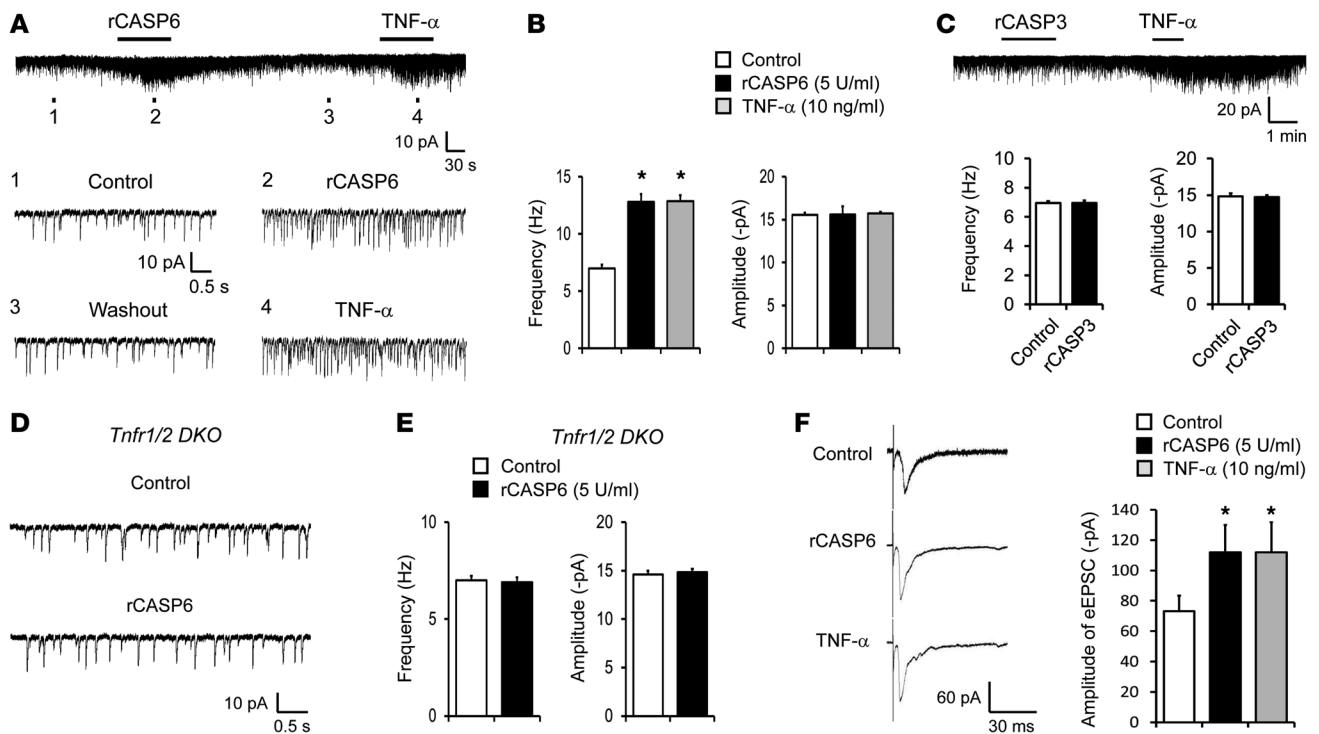 A
rCASP6
TNF-α
1
2
3
4
10 pA
30 s
1
Control
2
rCASP6
10 pA
0.5 s
3
Washout
4
TNF-α
B
Control
rCASP6 (5 U/ml)
TNF-α (10 ng/ml)
Frequency (Hz)
15
10
5
0
*
*
Amplitude (-pA)
20
15
10
5
0
C
rCASP3
TNF-α
20 pA
1 min
Frequency (Hz)
10
8
6
4
2
0
Control
rCASP3
Amplitude (-pA)
20
15
10
5
0
Control
rCASP3
D
Tnfr1/2 DKO
Control
rCASP6
10 pA
0.5 s
E
Tnfr1/2 DKO
Control
rCASP6 (5 U/ml)
Frequency (Hz)
10
5
0
Amplitude (-pA)
20
15
10
5
0
F
Control
rCASP6
TNF-α
60 pA
30 ms
Control
rCASP6 (5 U/ml)
TNF-α (10 ng/ml)
Amplitude of eEPSC (-pA)
140
120
100
80
60
40
20
0
*
*